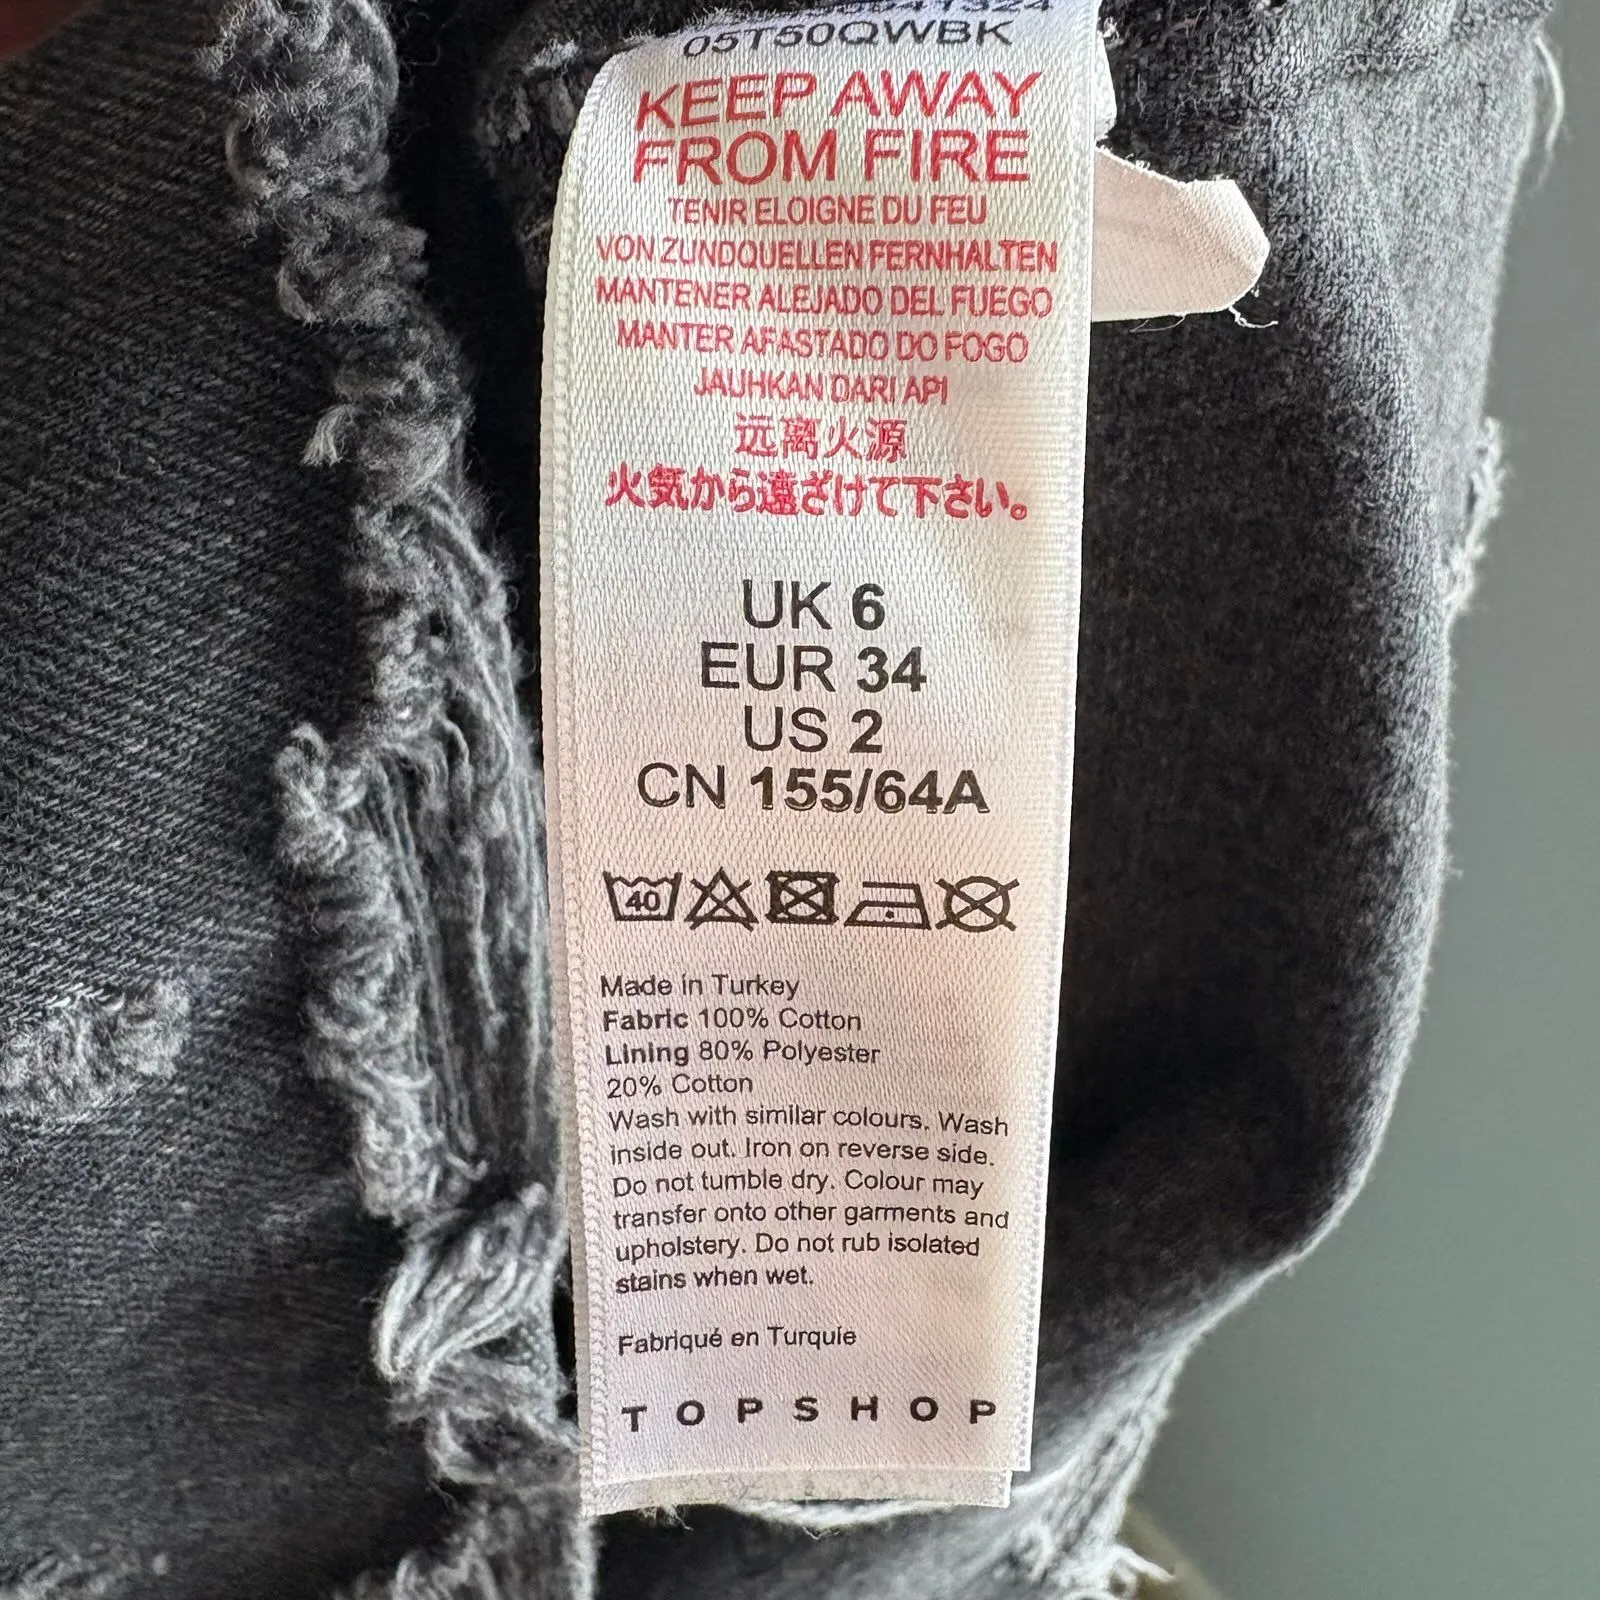 05T50QWBK
KEEP AWAY
FROM FIRE
TENIR ELOIGNE DU FEU
VON ZUNDQUELLEN FERNHALTEN
MANTENER ALEJADO DEL FUEGO
MANTER AFASTADO DO FOGO
JAUHKAN DARI API
远离火源
火気から遠ざけて下さい。
UK 6
EUR 34
US 2
CN 155/64A
40
Made in Turkey
Fabric 100% Cotton
Lining 80% Polyester
20% Cotton
Wash with similar colours. Wash
inside out. Iron on reverse side.
Do not tumble dry. Colour may
transfer onto other garments and
upholstery. Do not rub isolated
stains when wet.
Fabriqué en Turquie
TOPSHOP